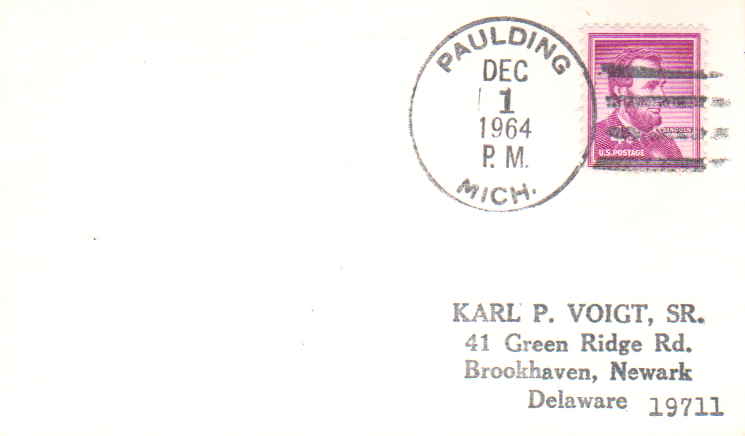 PAULDING
DEC
1
1964
P.M.
MICH.
LINCOLN
U.S. POSTAGE
KARL P. VOIGT, SR.
41 Green Ridge Rd.
Brookhaven, Newark
Delaware 19711